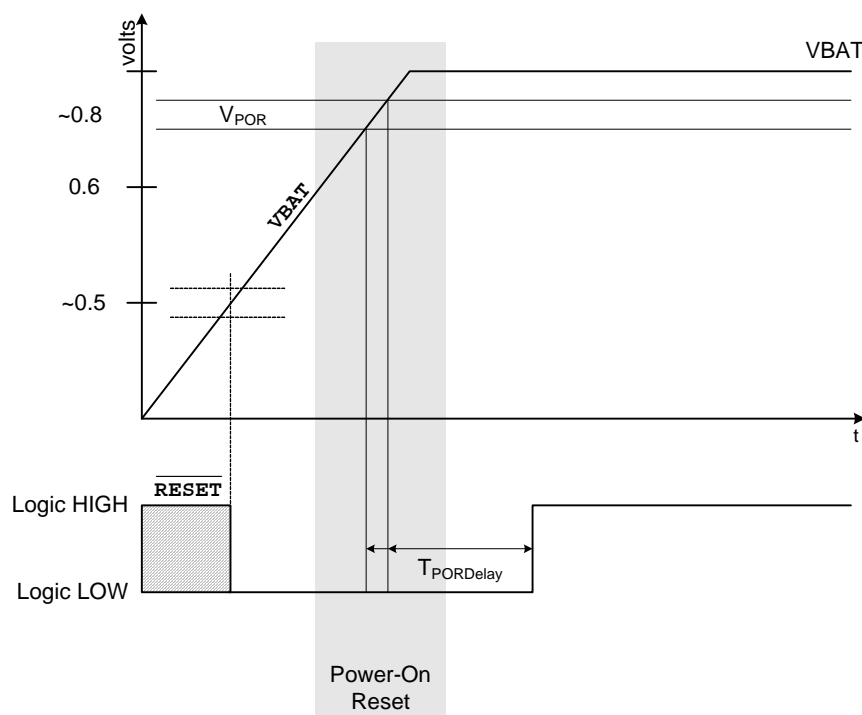 volts
VBAT
~0.8
VPOR
0.6
VBAT
~0.5
t
RESET
Logic HIGH
TPORDelay
Logic LOW
Power-On
Reset